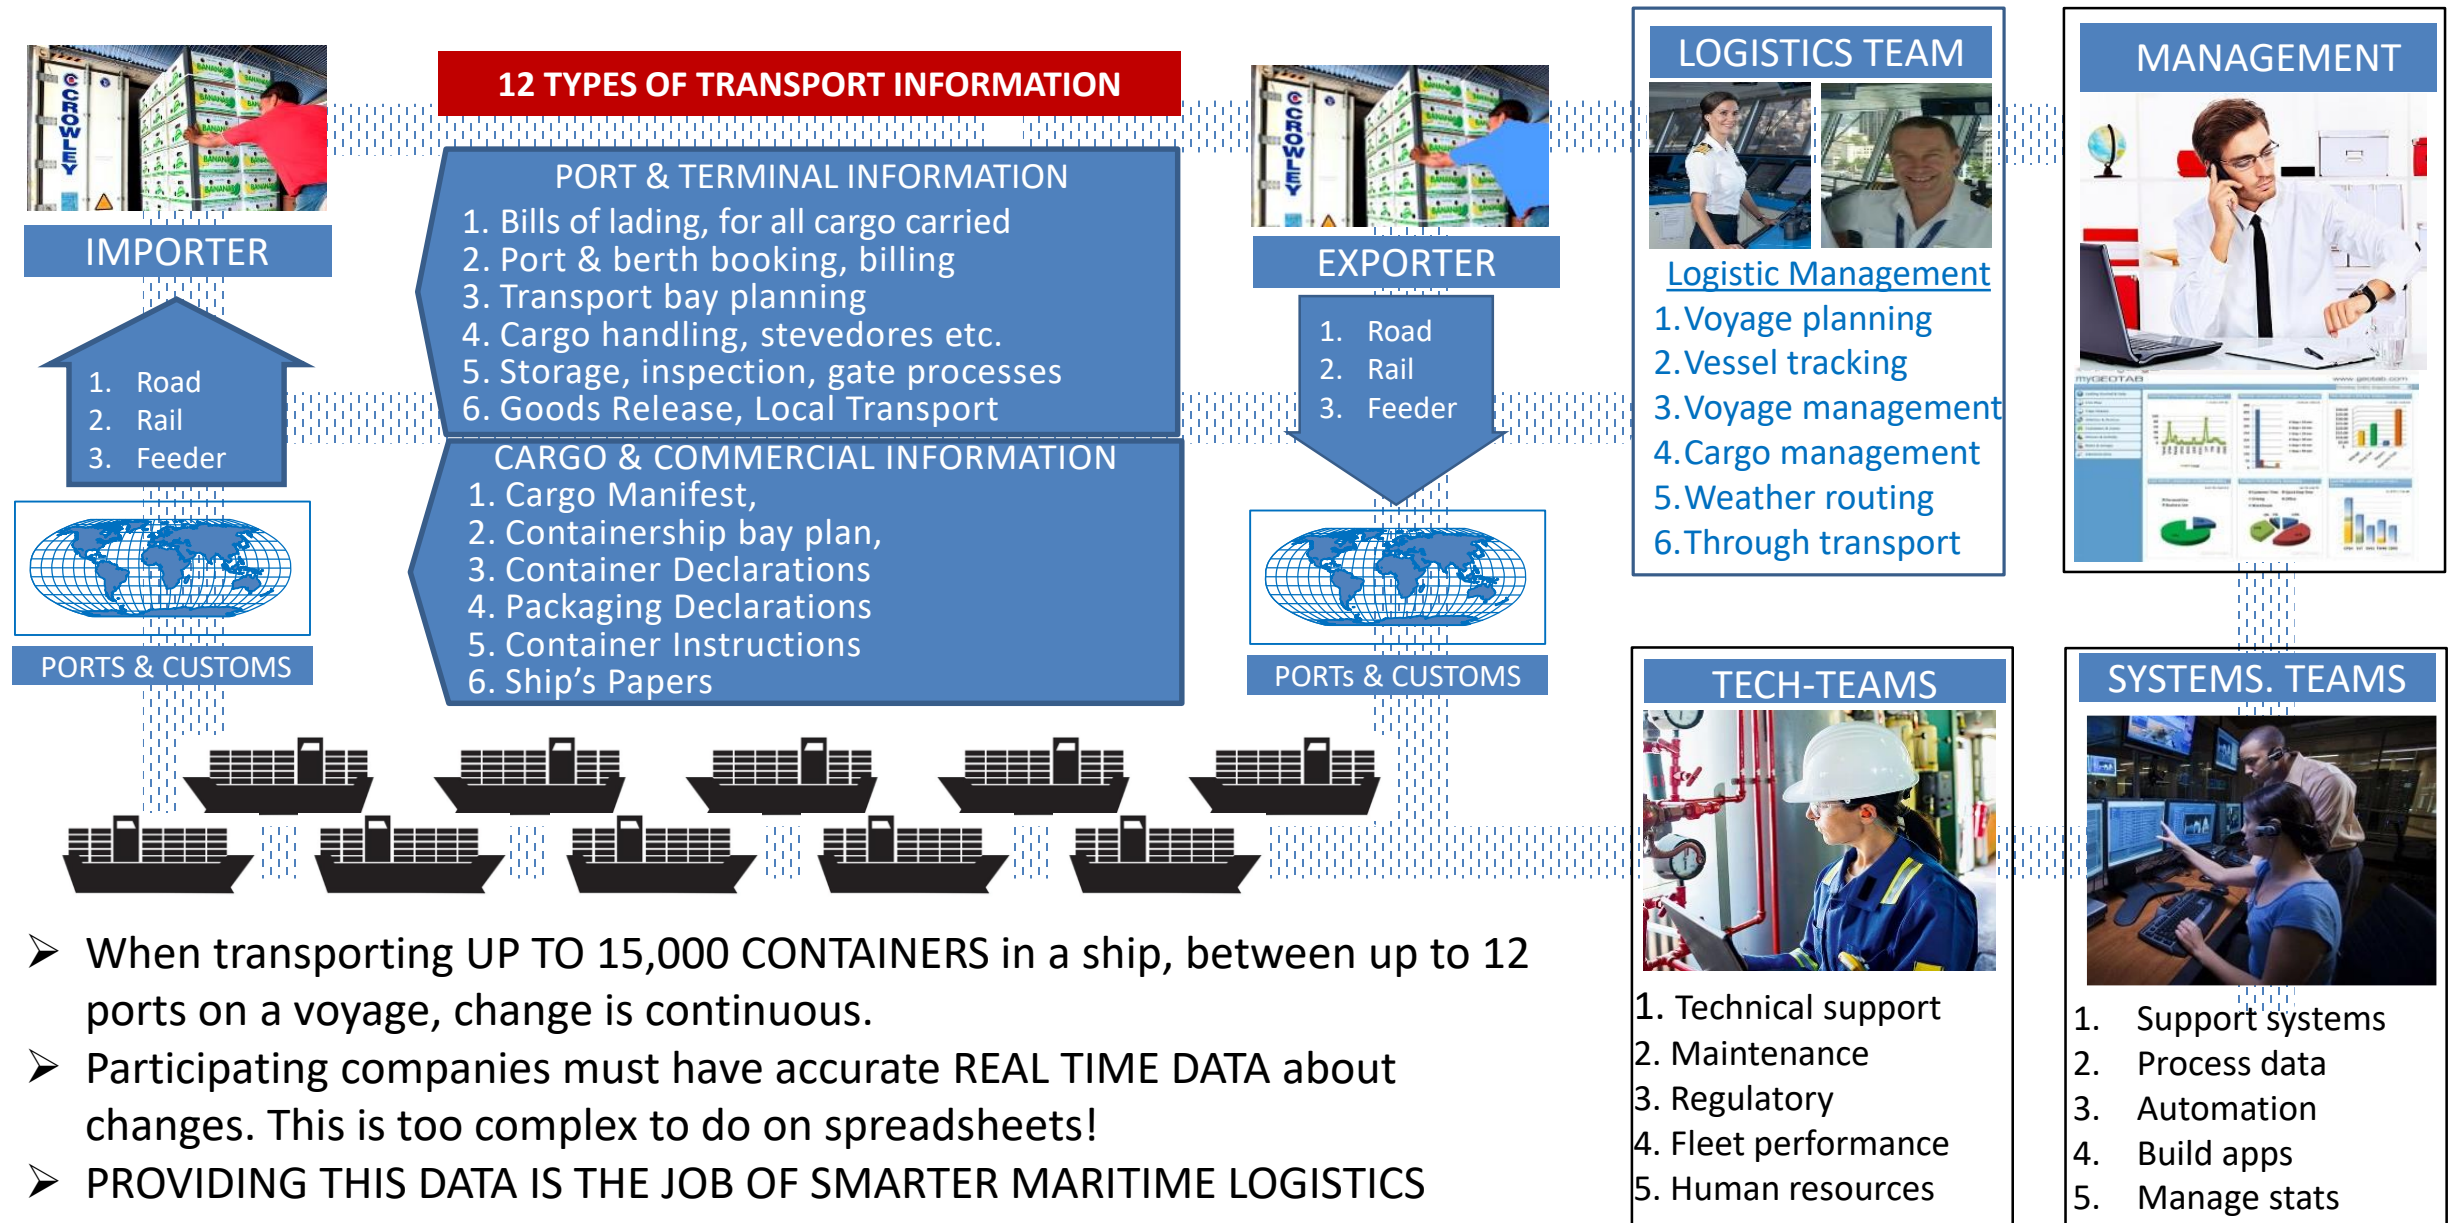 12 TYPES OF TRANSPORT INFORMATION
CROWLEY
BANANAS
IMPORTER
1. Road
2. Rail
3. Feeder
PORTS & CUSTOMS
PORT & TERMINAL INFORMATION
1. Bills of lading, for all cargo carried
2. Port & berth booking, billing
3. Transport bay planning
4. Cargo handling, stevedores etc.
5. Storage, inspection, gate processes
6. Goods Release, Local Transport
CARGO & COMMERCIAL INFORMATION
1. Cargo Manifest,
2. Containership bay plan,
3. Container Declarations
4. Packaging Declarations
5. Container Instructions
6. Ship’s Papers
CROWLEY
BANANAS
EXPORTER
1. Road
2. Rail
3. Feeder
PORTs & CUSTOMS
LOGISTICS TEAM
Logistic Management
1.Voyage planning
2.Vessel tracking
3.Voyage management
4.Cargo management
5.Weather routing
6.Through transport
MANAGEMENT
myGEOTAB
www.geotab.com
TECH-TEAMS
1. Technical support
2. Maintenance
3. Regulatory
4. Fleet performance
5. Human resources
SYSTEMS. TEAMS
1. Support systems
2. Process data
3. Automation
4. Build apps
5. Manage stats
➢ When transporting UP TO 15,000 CONTAINERS in a ship, between up to 12
ports on a voyage, change is continuous.
➢ Participating companies must have accurate REAL TIME DATA about
changes. This is too complex to do on spreadsheets!
➢ PROVIDING THIS DATA IS THE JOB OF SMARTER MARITIME LOGISTICS